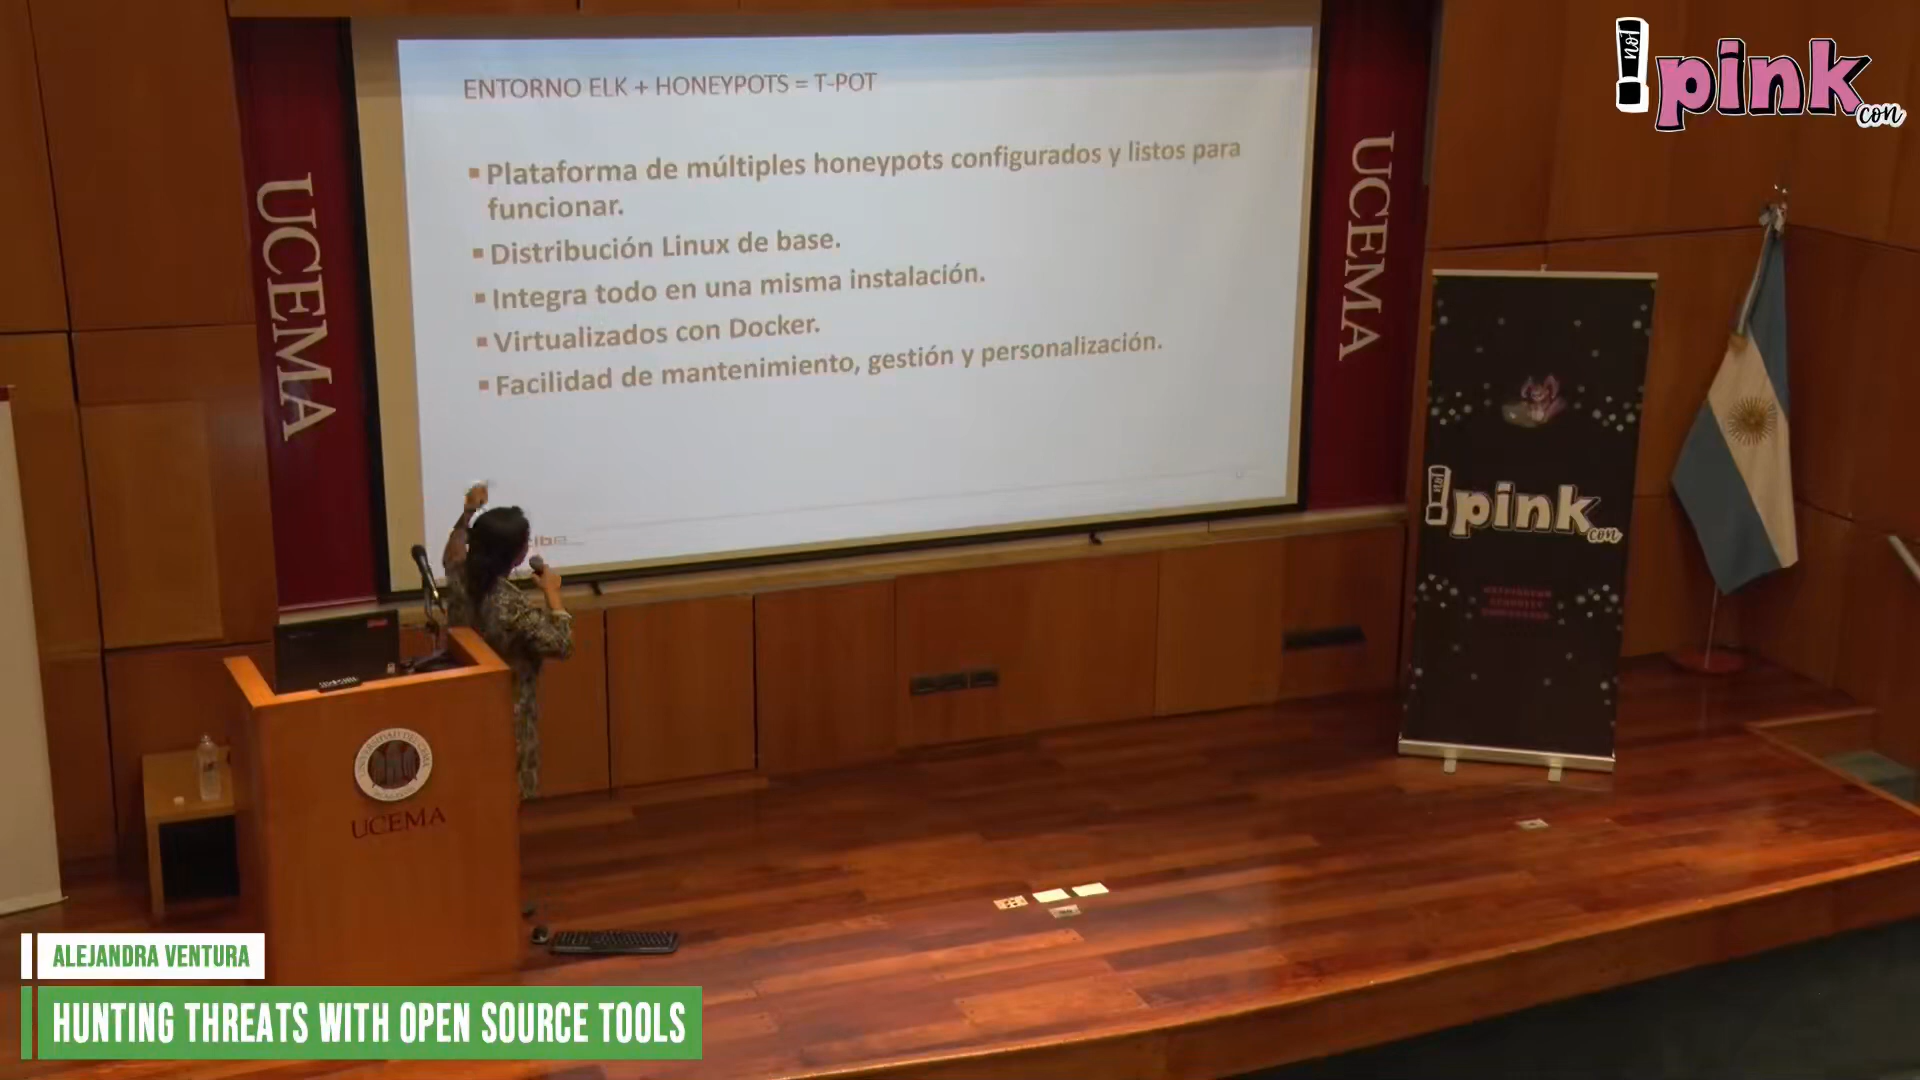 not
!pink
con
ENTORNO ELK + HONEYPOTS = T-POT
▪ Plataforma de múltiples honeypots configurados y listos para
funcionar.
▪ Distribución Linux de base.
▪ Integra todo en una misma instalación.
▪ Virtualizados con Docker.
▪ Facilidad de mantenimiento, gestión y personalización.
UCEMA
UCEMA
not
!pink
con
UCEMA
ALEJANDRA VENTURA
HUNTING THREATS WITH OPEN SOURCE TOOLS